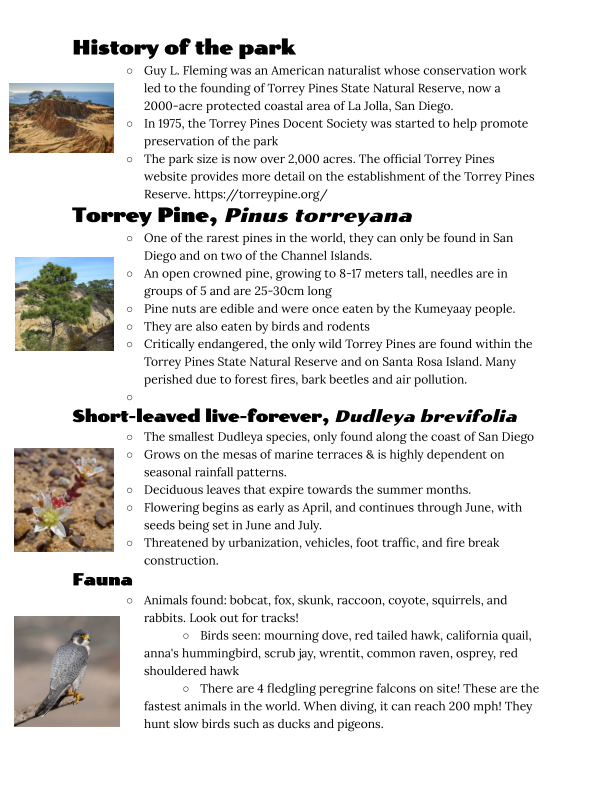 History of the park
○ Guy L. Fleming was an American naturalist whose conservation work
led to the founding of Torrey Pines State Natural Reserve, now a
2000-acre protected coastal area of La Jolla, San Diego.
○ In 1975, the Torrey Pines Docent Society was started to help promote
preservation of the park
○ The park size is now over 2,000 acres. The official Torrey Pines
website provides more detail on the establishment of the Torrey Pines
Reserve. https://torreypine.org/
Torrey Pine, Pinus torreyana
○ One of the rarest pines in the world, they can only be found in San
Diego and on two of the Channel Islands.
○ An open crowned pine, growing to 8-17 meters tall, needles are in
groups of 5 and are 25-30cm long
○ Pine nuts are edible and were once eaten by the Kumeyaay people.
○ They are also eaten by birds and rodents
○ Critically endangered, the only wild Torrey Pines are found within the
Torrey Pines State Natural Reserve and on Santa Rosa Island. Many
perished due to forest fires, bark beetles and air pollution.
○
Short-leaved live-forever, Dudleya brevifolia
○ The smallest Dudleya species, only found along the coast of San Diego
○ Grows on the mesas of marine terraces & is highly dependent on
seasonal rainfall patterns.
○ Deciduous leaves that expire towards the summer months.
○ Flowering begins as early as April, and continues through June, with
seeds being set in June and July.
○ Threatened by urbanization, vehicles, foot traffic, and fire break
construction.
Fauna
○ Animals found: bobcat, fox, skunk, raccoon, coyote, squirrels, and
rabbits. Look out for tracks!
○ Birds seen: mourning dove, red tailed hawk, california quail,
anna's hummingbird, scrub jay, wrentit, common raven, osprey, red
shouldered hawk
○ There are 4 fledgling peregrine falcons on site! These are the
fastest animals in the world. When diving, it can reach 200 mph! They
hunt slow birds such as ducks and pigeons.